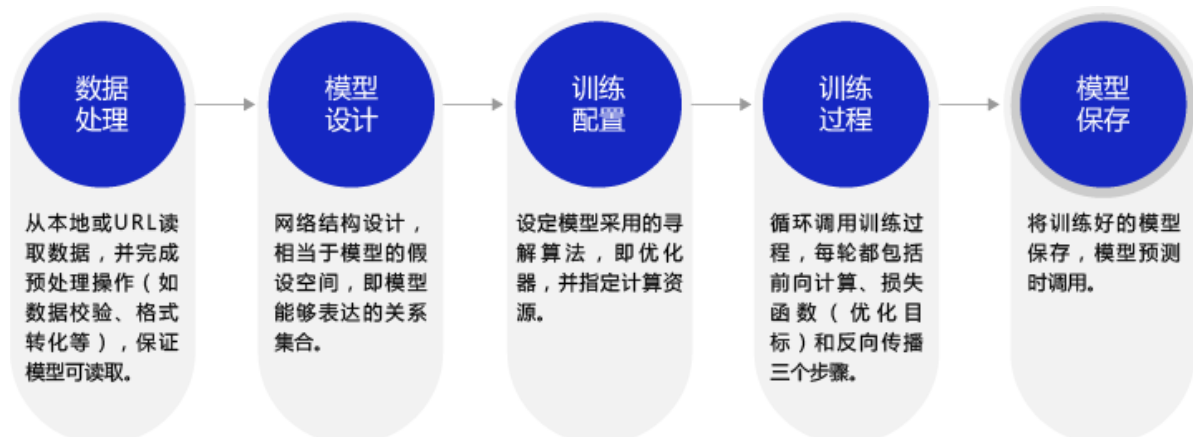 数据
处理
从本地或URL读
取数据，并完成
预处理操作（如
数据校验、格式
转化等），保证
模型可读取。
模型
设计
网络结构设计，
相当于模型的假
设空间，即模型
能够表达的关系
集合。
训练
配置
设定模型采用的寻
解算法，即优化
器，并指定计算资
源。
训练
过程
循环调用训练过
程，每轮都包括
前向计算、损失
函数（优化目
标）和反向传播
三个步骤。
模型
保存
将训练好的模型
保存，模型预测
时调用。